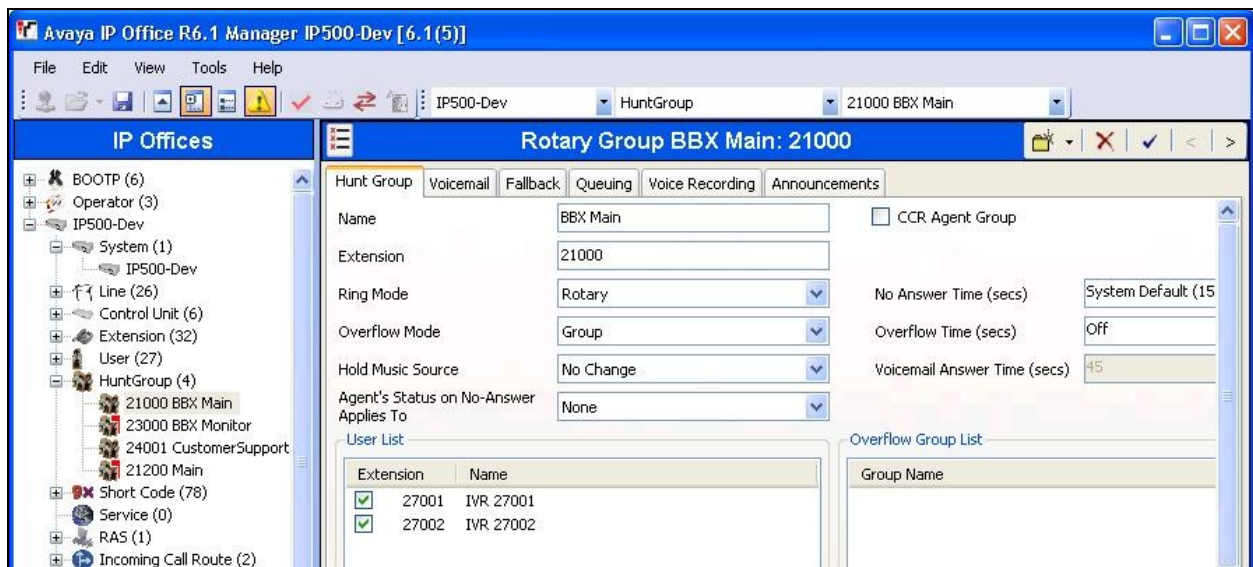 Avaya IP Office R6.1 Manager IP500-Dev [6.1(5)]
File Edit View Tools Help
IP500-Dev HuntGroup 21000 BBX Main
IP Offices
BOOTP (6)
Operator (3)
IP500-Dev
System (1)
IP500-Dev
Line (26)
Control Unit (6)
Extension (32)
User (27)
HuntGroup (4)
21000 BBX Main
23000 BBX Monitor
24001 CustomerSupport
21200 Main
Short Code (78)
Service (0)
RAS (1)
Incoming Call Route (2)
Rotary Group BBX Main: 21000
Hunt Group Voicemail Fallback Queuing Voice Recording Announcements
Name BBX Main CCR Agent Group
Extension 21000
Ring Mode Rotary No Answer Time (secs) System Default (15
Overflow Mode Group Overflow Time (secs) Off
Hold Music Source No Change Voicemail Answer Time (secs) 45
Agent's Status on No-Answer
Applies To None
User List Overflow Group List
Extension Name Group Name
27001 IVR 27001
27002 IVR 27002